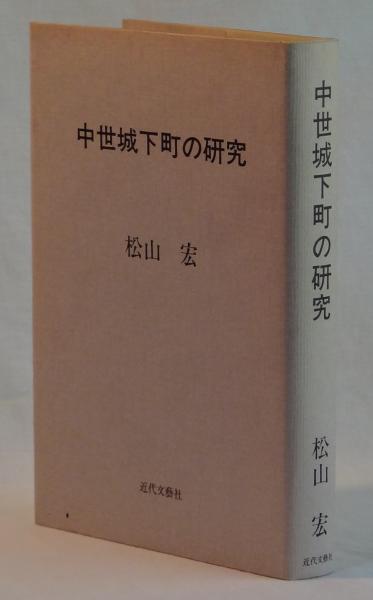 中世城下町の研究
松山 宏
近代文藝社
中世城下町の研究
松山 宏
近代文藝社